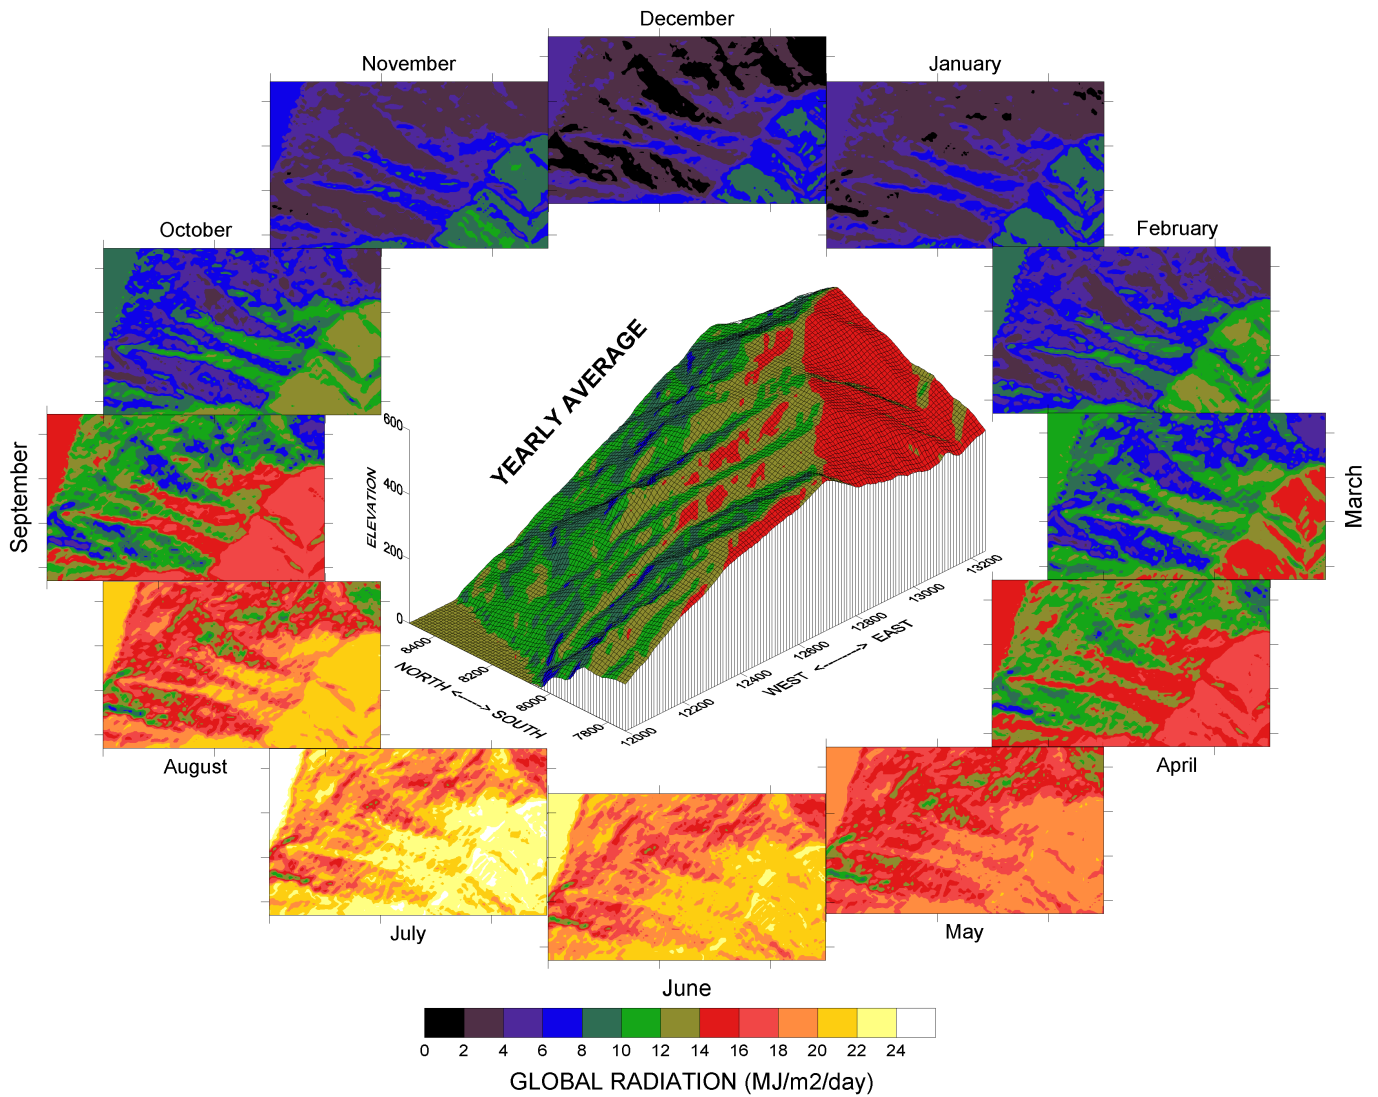 December
November
January
October
February
YEARLY AVERAGE
September
March
600
400
200
0
ELEVATION
8400
8200
8000
7800
NORTH <-----> SOUTH
12000
12200
12400
12600
12800
13000
13200
WEST <--------> EAST
August
April
July
May
June
0 2 4 6 8 10 12 14 16 18 20 22 24
GLOBAL RADIATION (MJ/m2/day)